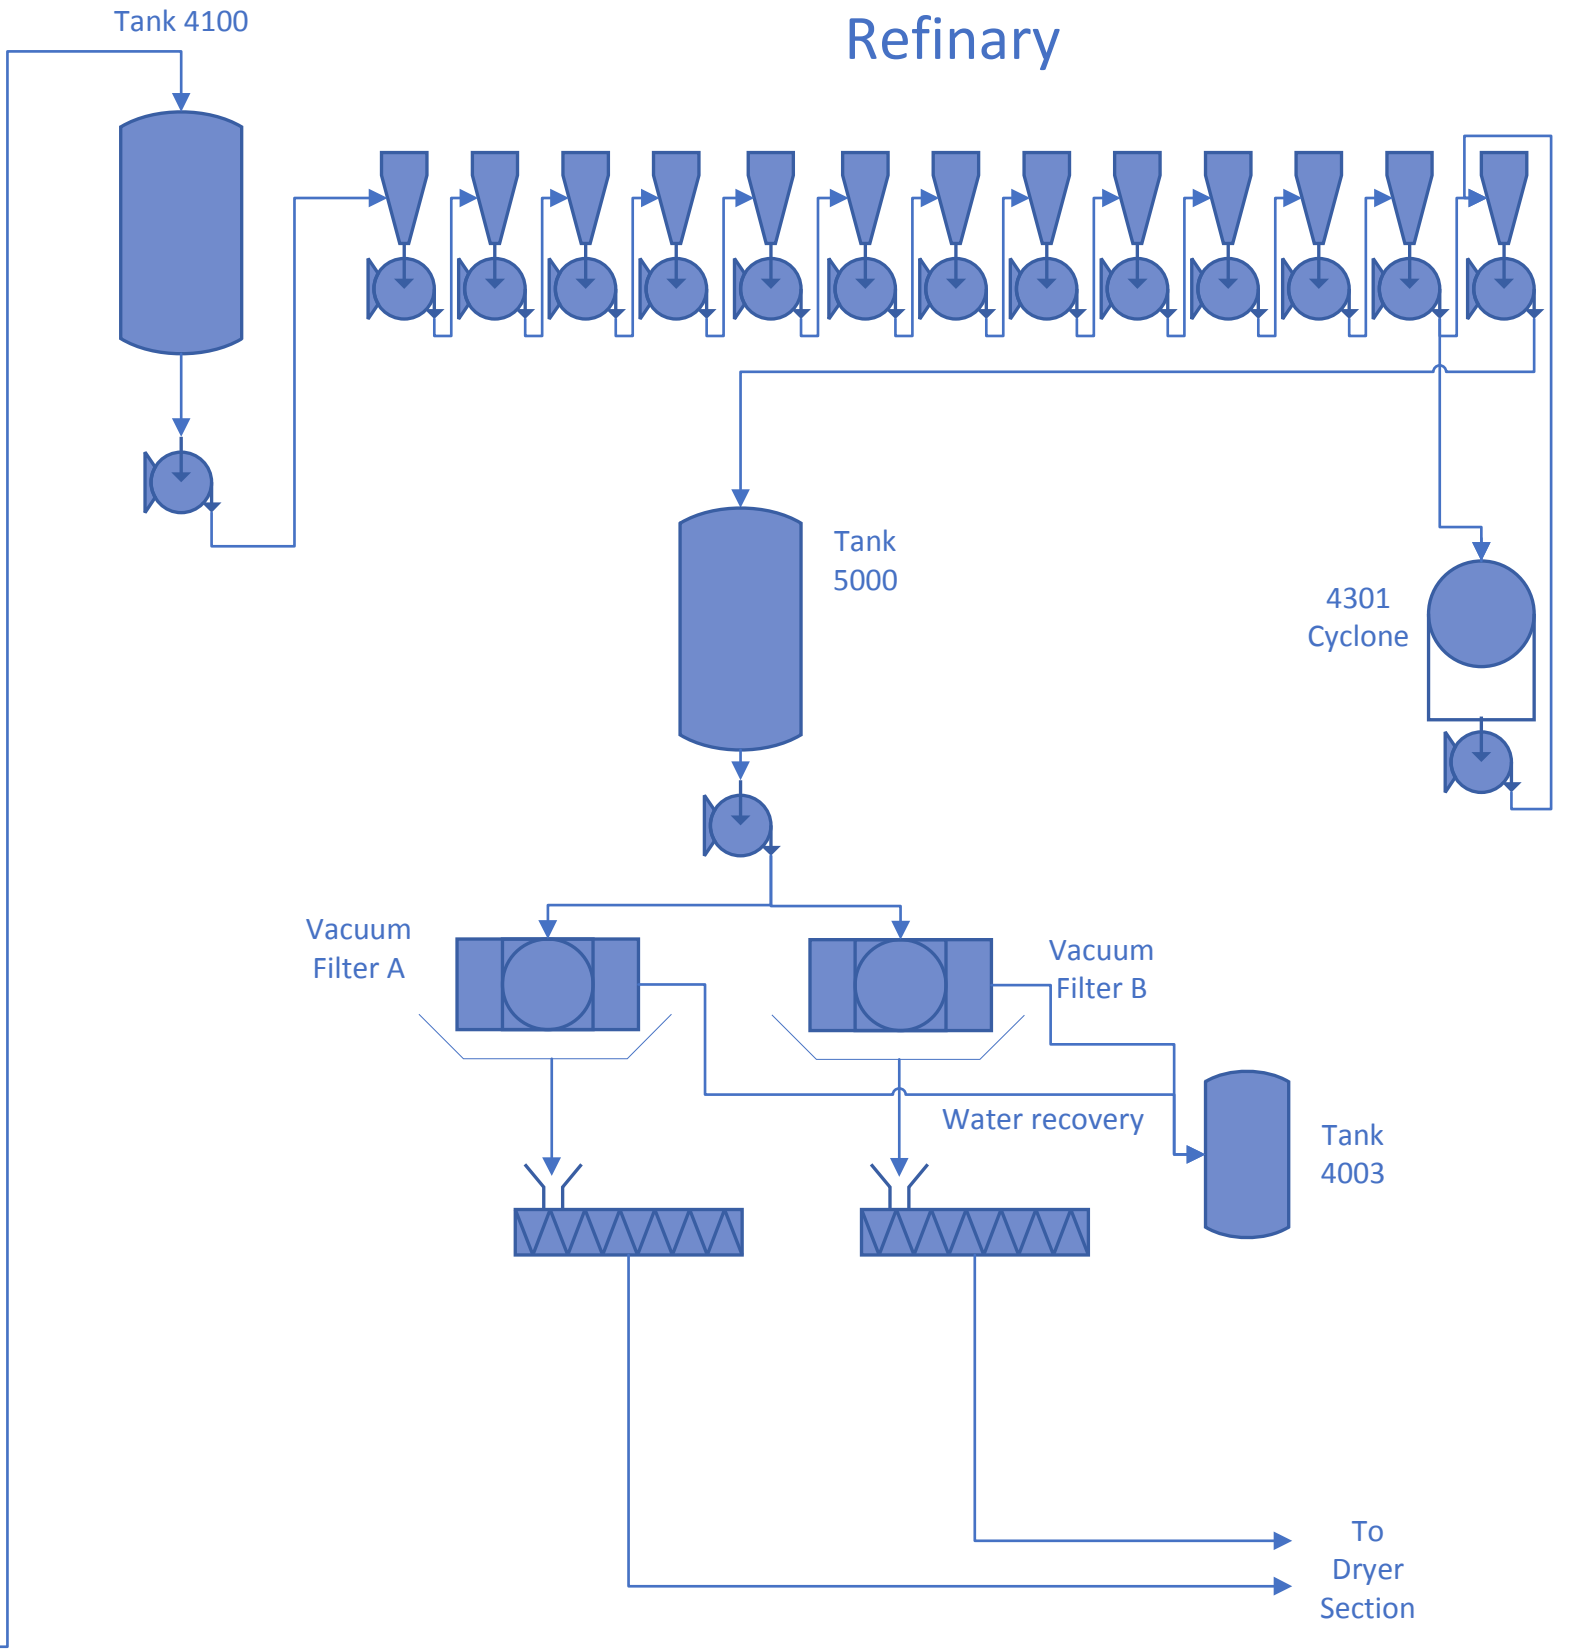 Tank 4100
Refinary
Tank
5000
4301
Cyclone
Vacuum
Filter A
Vacuum
Filter B
Water recovery
Tank
4003
To
Dryer
Section